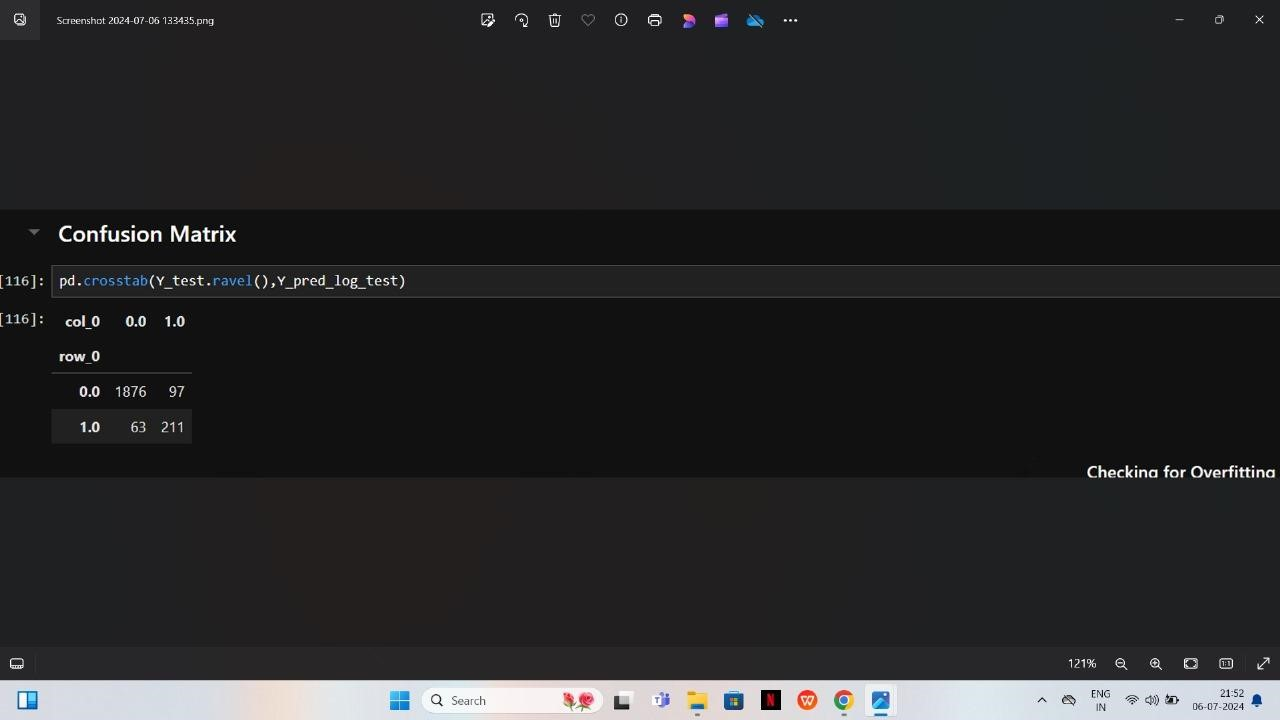 Screenshot 2024-07-06 133435.png
Confusion Matrix
[116]: pd.crosstab(Y_test.ravel(),Y_pred_log_test)
[116]: col_0 0.0 1.0
row_0
0.0 1876 97
1.0 63 211
Checking for Overfitting
121%
Search
ENG
IN
21:52
06-07-2024